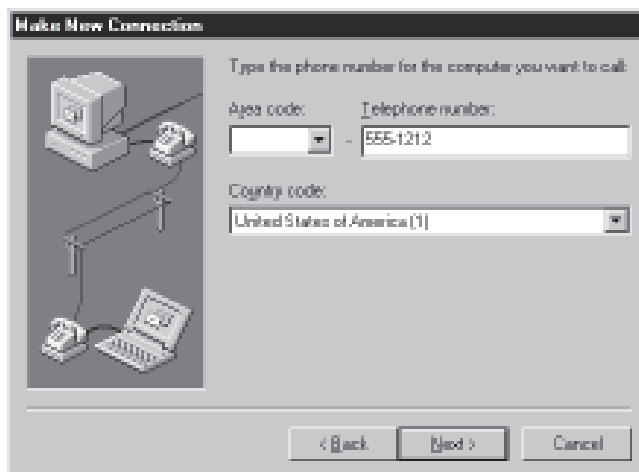 Make New Connection
Type the phone number for the computer you want to call:
Area code:
Telephone number:
- 555-1212
Country code:
United States of America (1)
< Back
Next >
Cancel